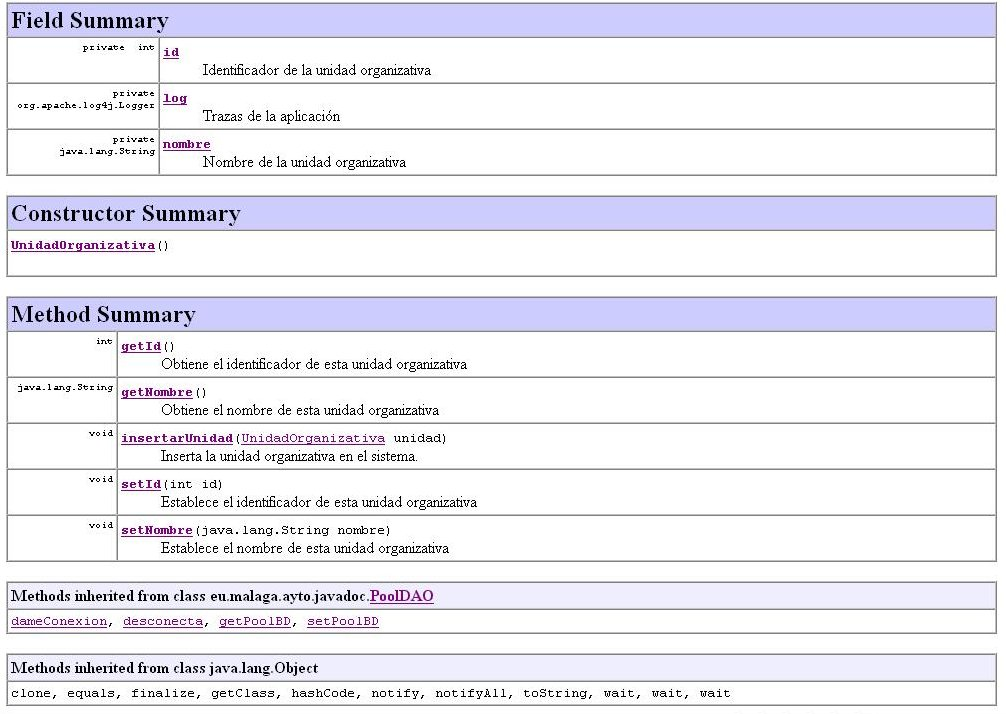 Field Summary
private int id
Identificador de la unidad organizativa
private
org.apache.log4j.Logger log
Trazas de la aplicación
private
java.lang.String nombre
Nombre de la unidad organizativa
Constructor Summary
UnidadOrganizativa()
Method Summary
int getId()
Obtiene el identificador de esta unidad organizativa
java.lang.String getNombre()
Obtiene el nombre de esta unidad organizativa
void insertarUnidad(UnidadOrganizativa unidad)
Inserta la unidad organizativa en el sistema.
void setId(int id)
Establece el identificador de esta unidad organizativa
void setNombre(java.lang.String nombre)
Establece el nombre de esta unidad organizativa
Methods inherited from class eu.malaga.ayto.javadoc.PoolDAO
dameConexion, desconecta, getPoolBD, setPoolBD
Methods inherited from class java.lang.Object
clone, equals, finalize, getClass, hashCode, notify, notifyAll, toString, wait, wait, wait